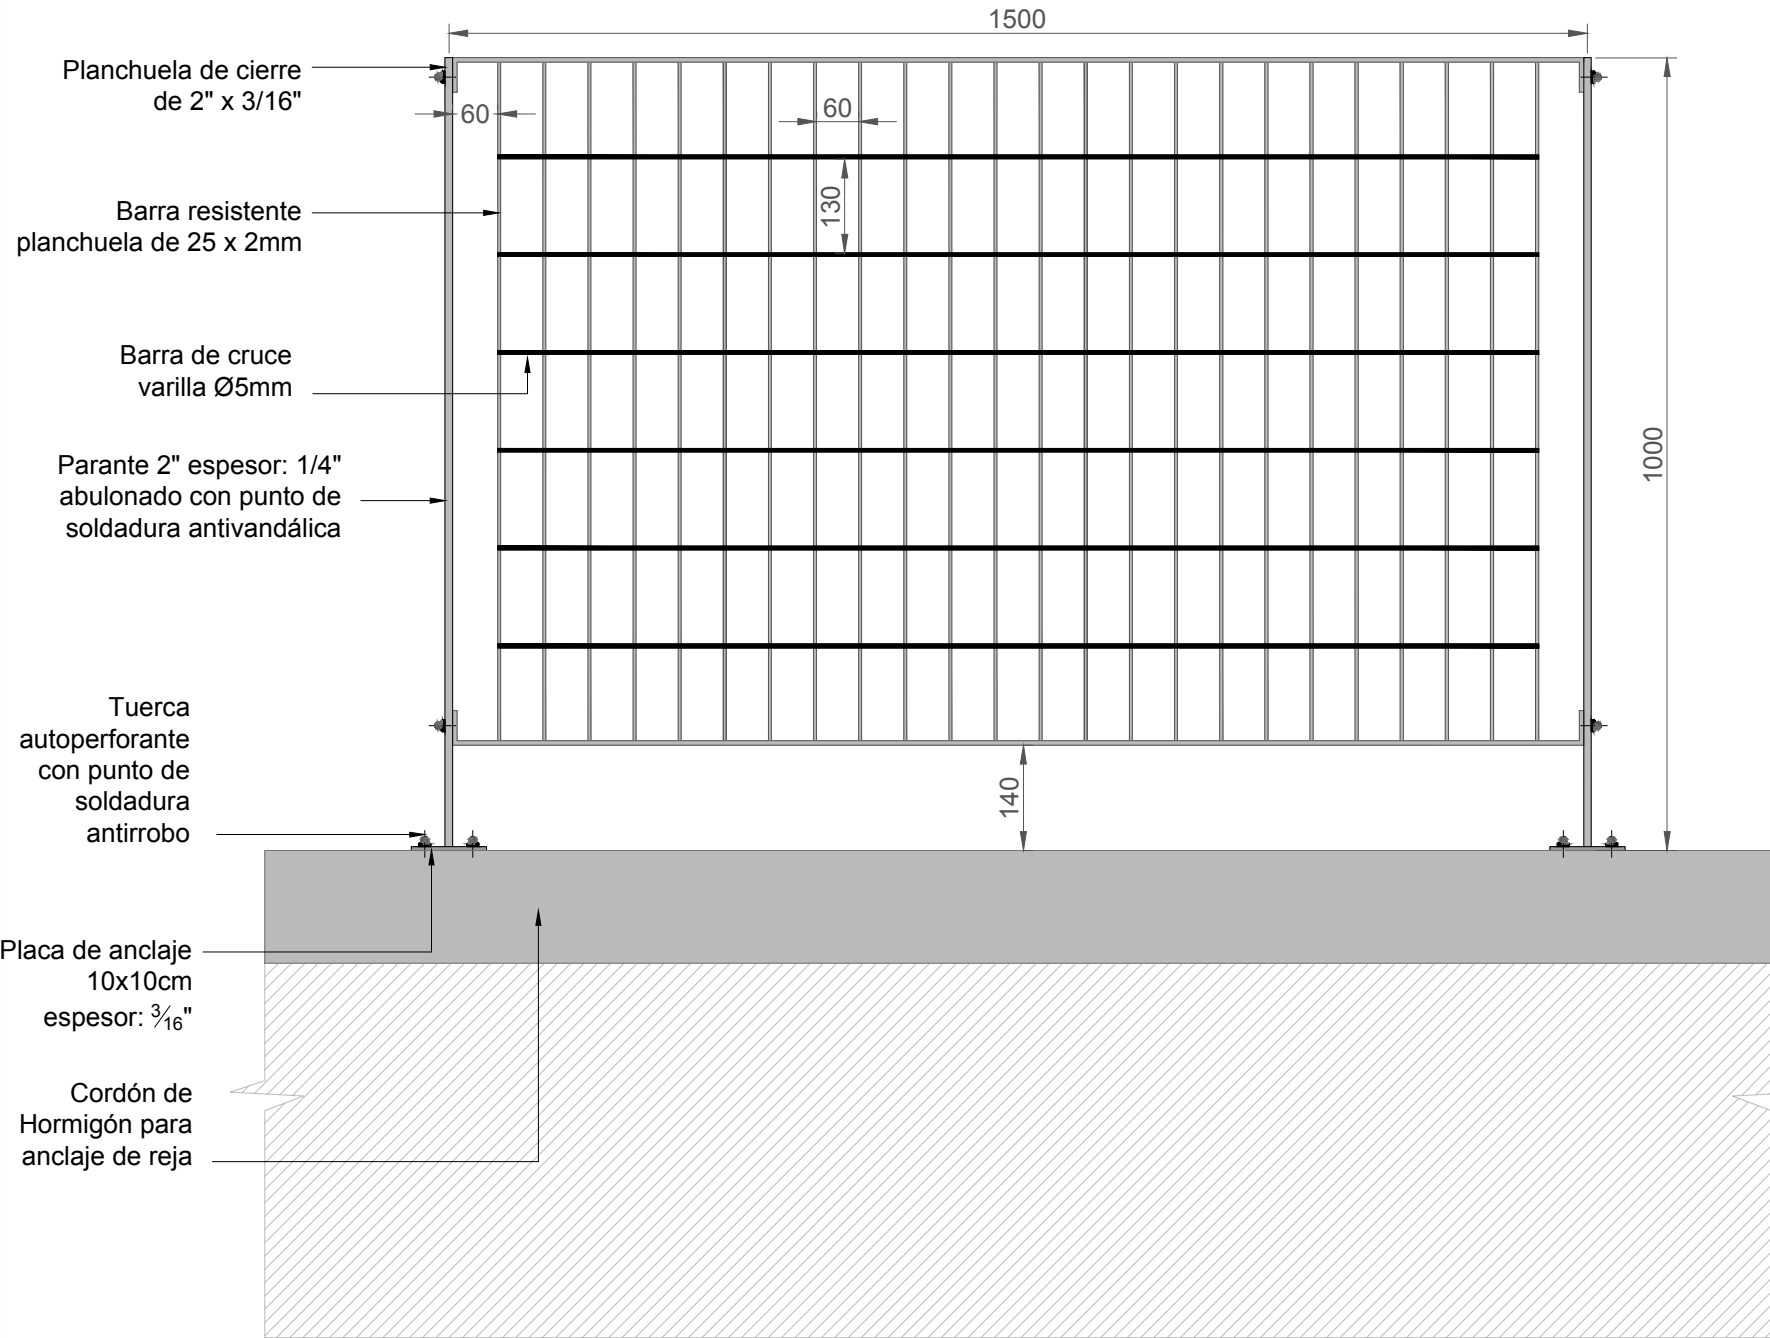 1500
Planchuela de cierre
de 2" x 3/16"
60
60
130
Barra resistente
planchuela de 25 x 2mm
Barra de cruce
varilla Ø5mm
1000
Parante 2" espesor: 1/4"
abulonado con punto de
soldadura antivandálica
Tuerca
autoperforante
con punto de
soldadura
antirrobo
140
Placa de anclaje
10x10cm
espesor: 3⁄16"
Cordón de
Hormigón para
anclaje de reja